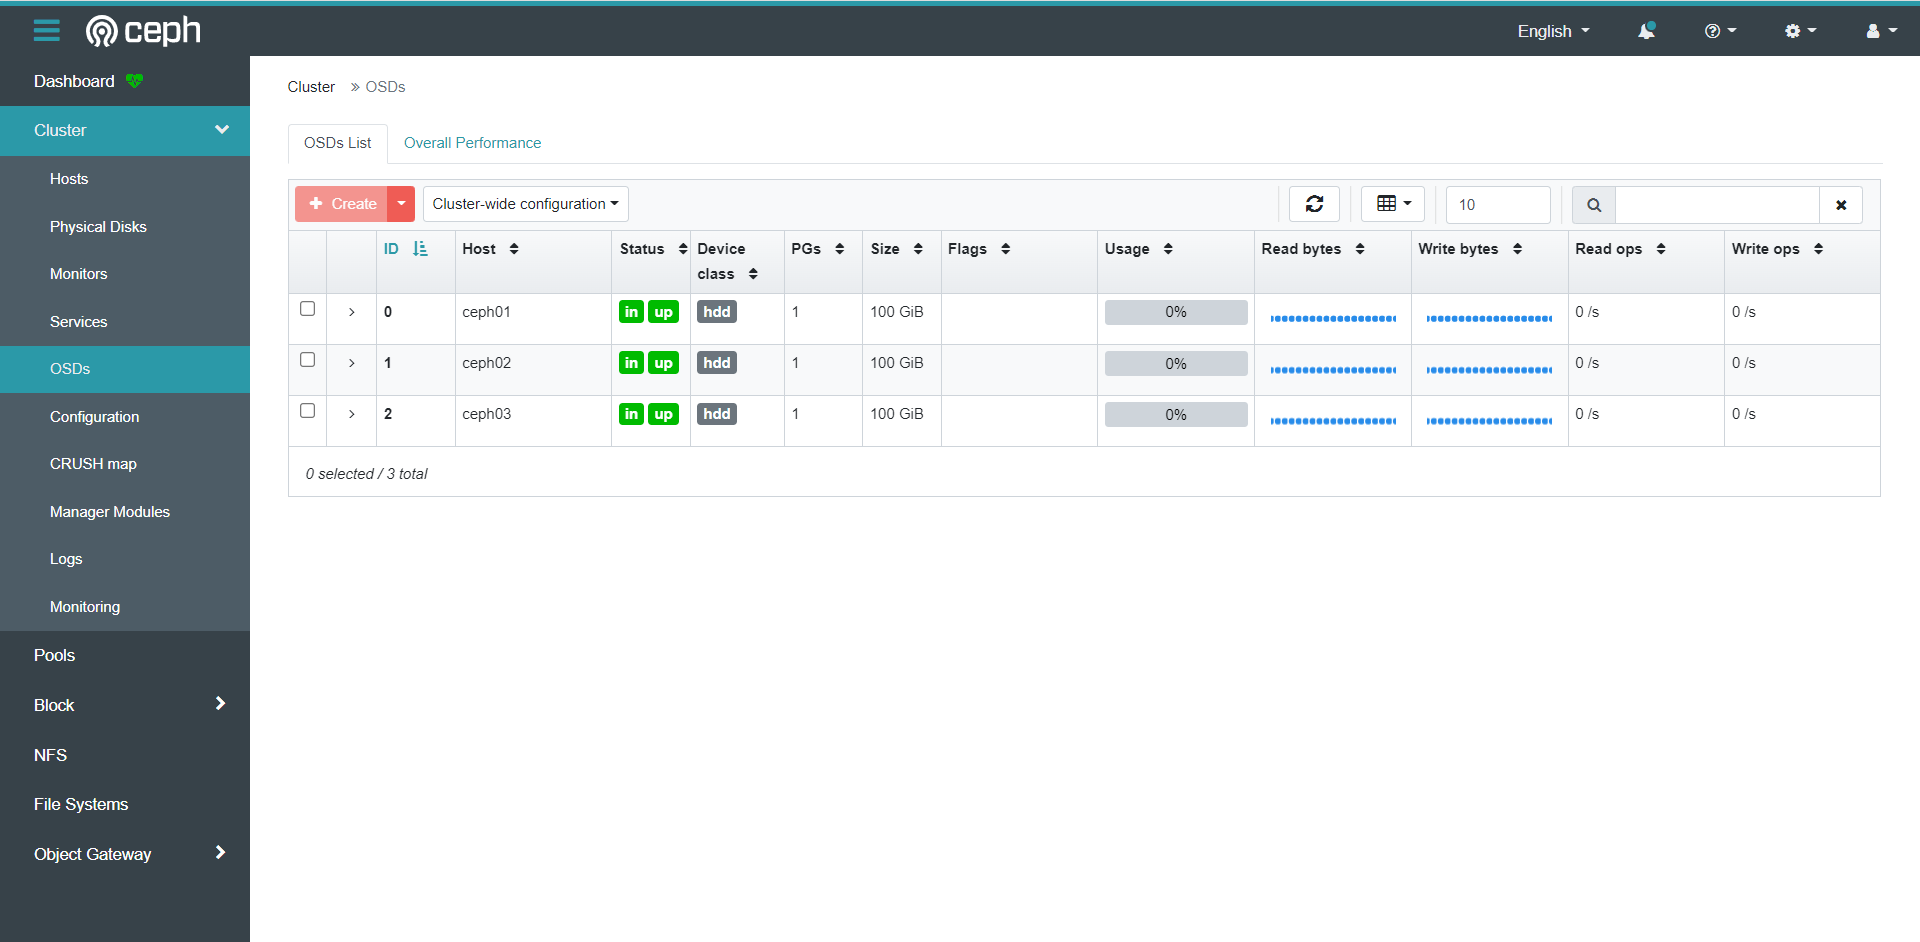 ceph
English
Dashboard
Cluster
Hosts
Physical Disks
Monitors
Services
OSDs
Configuration
CRUSH map
Manager Modules
Logs
Monitoring
Pools
Block
NFS
File Systems
Object Gateway
Cluster » OSDs
OSDs List Overall Performance
Create Cluster-wide configuration 10
ID Host Status Device class PGs Size Flags Usage Read bytes Write bytes Read ops Write ops
0 ceph01 in up hdd 1 100 GiB 0% 0 /s 0 /s
1 ceph02 in up hdd 1 100 GiB 0% 0 /s 0 /s
2 ceph03 in up hdd 1 100 GiB 0% 0 /s 0 /s
0 selected / 3 total